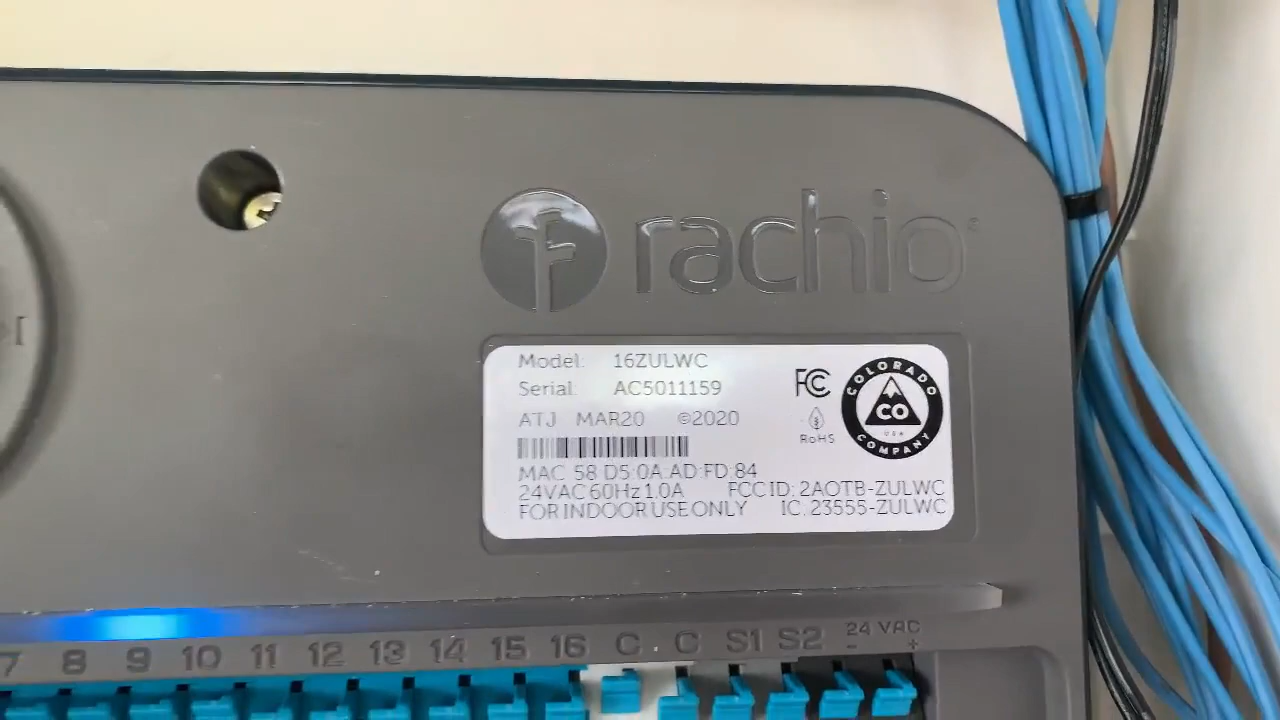 rachio
Model: 16ZULWC
Serial: AC5011159
FC
ATJ MAR20 ©2020
RoHS
COLORADO
CO
USA
COMPANY
MAC 58:D5:0A:AD:FD:84
24VAC 60Hz 1.0A FCC ID: 2AOTB-ZULWC
FOR INDOOR USE ONLY IC: 23555-ZULWC
7 8 9 10 11 12 13 14 15 16 C C S1 S2 24 VAC
- +